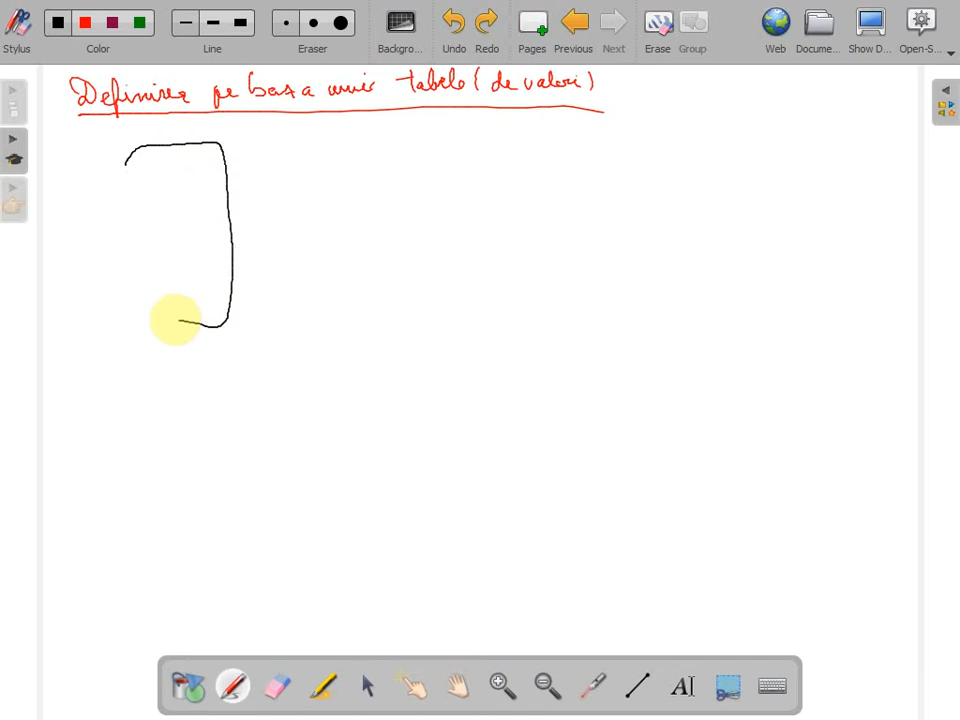 Stylus Color Line Eraser Backgro... Undo Redo Pages Previous Next Erase Group Web Docume... Show D... Open-S...
Definirea pe baza unui tabele (de valori)
A